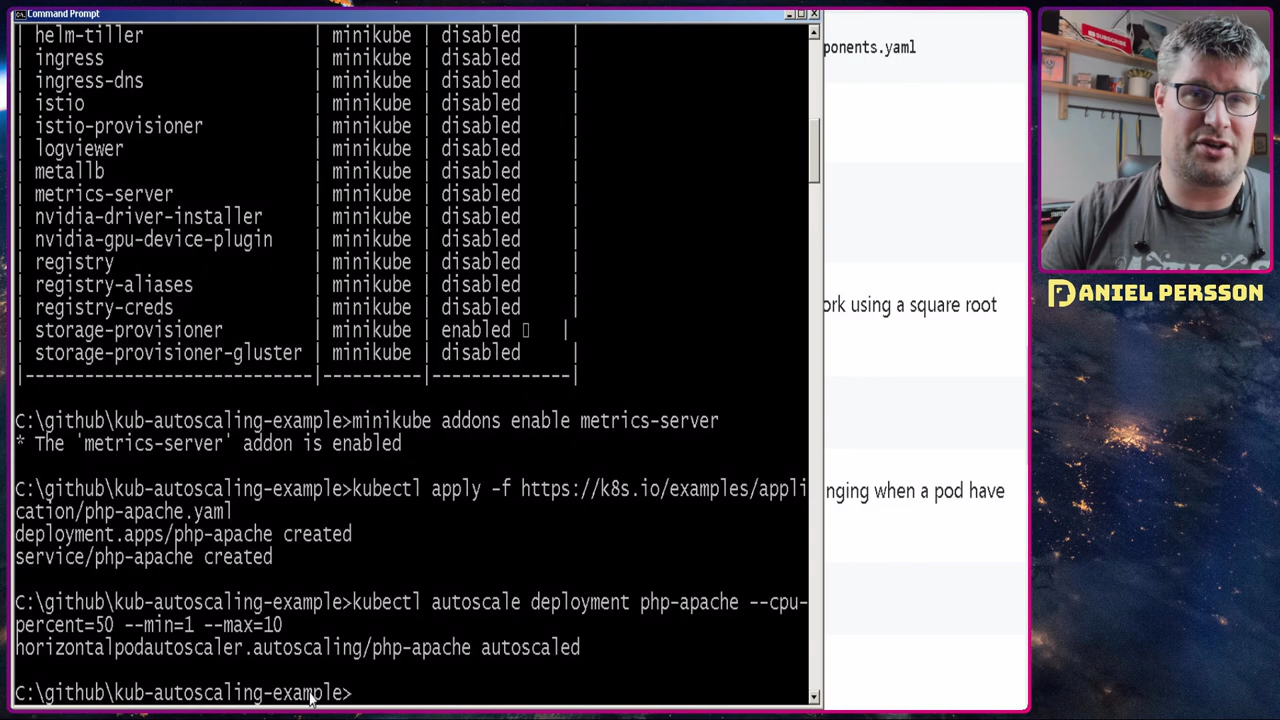 Command Prompt
| helm-tiller | minikube | disabled |
| ingress | minikube | disabled |
| ingress-dns | minikube | disabled |
| istio | minikube | disabled |
| istio-provisioner | minikube | disabled |
| logviewer | minikube | disabled |
| metallb | minikube | disabled |
| metrics-server | minikube | disabled |
| nvidia-driver-installer | minikube | disabled |
| nvidia-gpu-device-plugin | minikube | disabled |
| registry | minikube | disabled |
| registry-aliases | minikube | disabled |
| registry-creds | minikube | disabled |
| storage-provisioner | minikube | enabled |
| storage-provisioner-gluster | minikube | disabled |
|-----------------------------|----------|--------------|
C:\github\kub-autoscaling-example>minikube addons enable metrics-server
* The 'metrics-server' addon is enabled
C:\github\kub-autoscaling-example>kubectl apply -f https://k8s.io/examples/appli
cation/php-apache.yaml
deployment.apps/php-apache created
service/php-apache created
C:\github\kub-autoscaling-example>kubectl autoscale deployment php-apache --cpu-
percent=50 --min=1 --max=10
horizontalpodautoscaler.autoscaling/php-apache autoscaled
C:\github\kub-autoscaling-example>
ponents.yaml
ork using a square root
nging when a pod have
SUBSCRIBE
DANIEL PERSSON